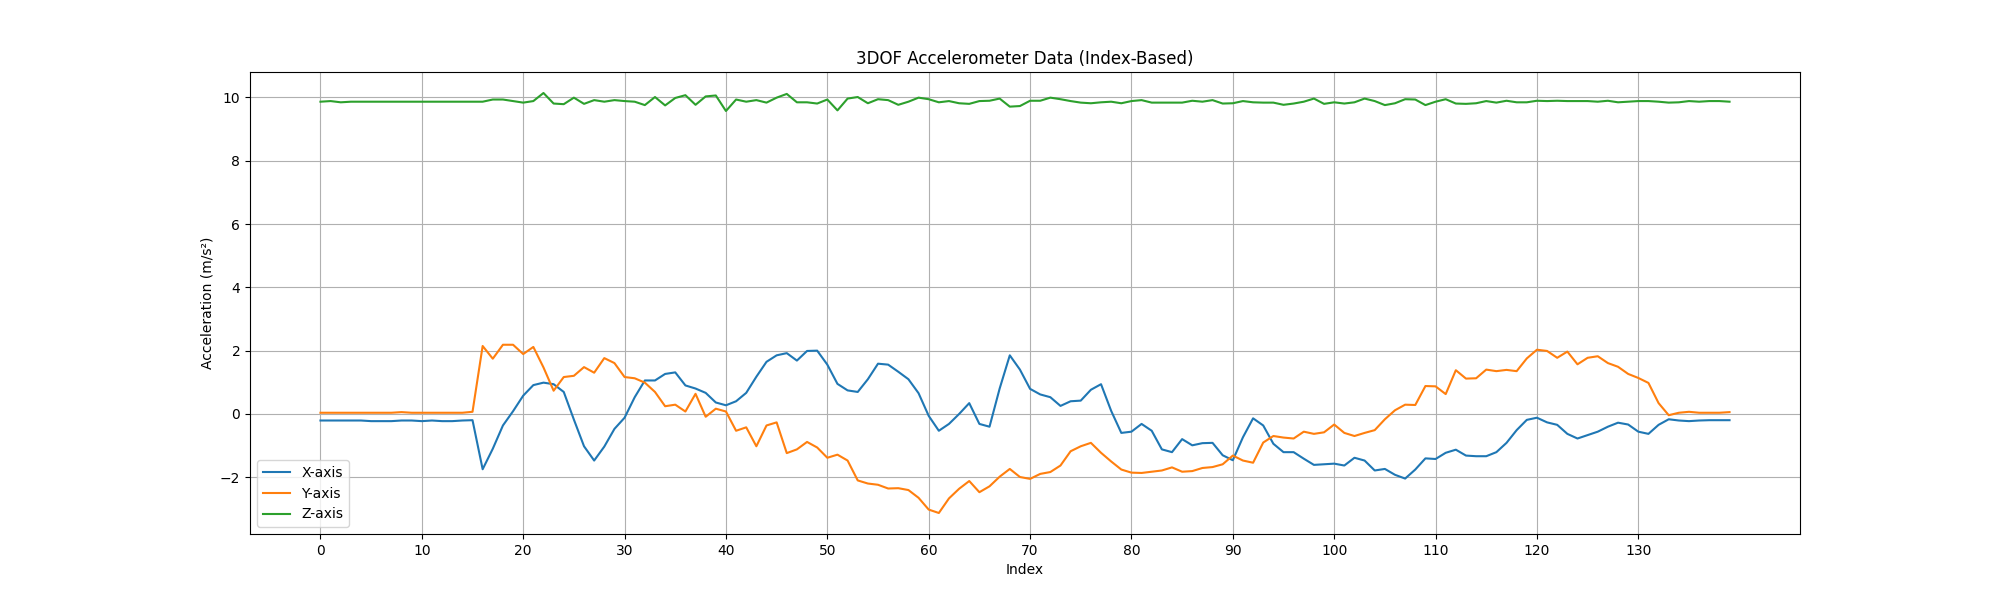 3DOF Accelerometer Data (Index-Based)
Acceleration (m/s²)
10
8
6
4
2
0
−2
X-axis
Y-axis
Z-axis
0 10 20 30 40 50 60 70 80 90 100 110 120 130
Index